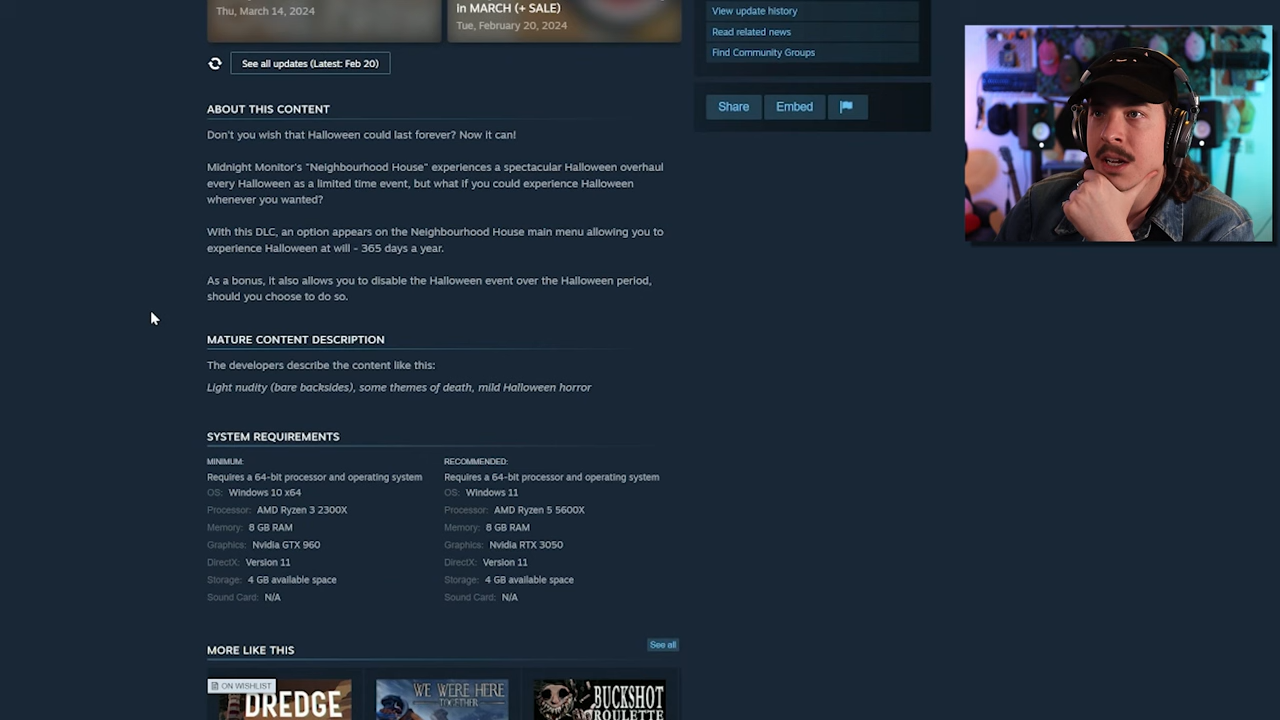 Thu, March 14, 2024
in MARCH (+ SALE)
Tue, February 20, 2024
View update history
Read related news
Find Community Groups
See all updates (Latest: Feb 20)
Share
Embed
ABOUT THIS CONTENT
Don't you wish that Halloween could last forever? Now it can!
Midnight Monitor's "Neighbourhood House" experiences a spectacular Halloween overhaul
every Halloween as a limited time event, but what if you could experience Halloween
whenever you wanted?
With this DLC, an option appears on the Neighbourhood House main menu allowing you to
experience Halloween at will - 365 days a year.
As a bonus, it also allows you to disable the Halloween event over the Halloween period,
should you choose to do so.
MATURE CONTENT DESCRIPTION
The developers describe the content like this:
Light nudity (bare backsides), some themes of death, mild Halloween horror
SYSTEM REQUIREMENTS
MINIMUM:
Requires a 64-bit processor and operating system
OS: Windows 10 x64
Processor: AMD Ryzen 3 2300X
Memory: 8 GB RAM
Graphics: Nvidia GTX 960
DirectX: Version 11
Storage: 4 GB available space
Sound Card: N/A
RECOMMENDED:
Requires a 64-bit processor and operating system
OS: Windows 11
Processor: AMD Ryzen 5 5600X
Memory: 8 GB RAM
Graphics: Nvidia RTX 3050
DirectX: Version 11
Storage: 4 GB available space
Sound Card: N/A
MORE LIKE THIS
See all
ON WISHLIST
DREDGE
WE WERE HERE
TOGETHER
BUCKSHOT
ROULETTE